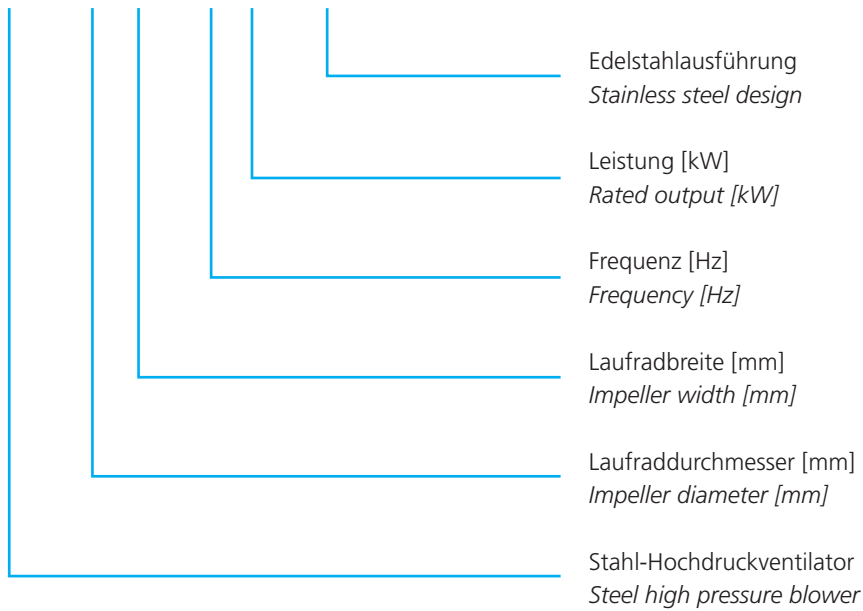 Edelstahlausführung
Stainless steel design
Leistung [kW]
Rated output [kW]
Frequenz [Hz]
Frequency [Hz]
Laufradbreite [mm]
Impeller width [mm]
Laufraddurchmesser [mm]
Impeller diameter [mm]
Stahl-Hochdruckventilator
Steel high pressure blower